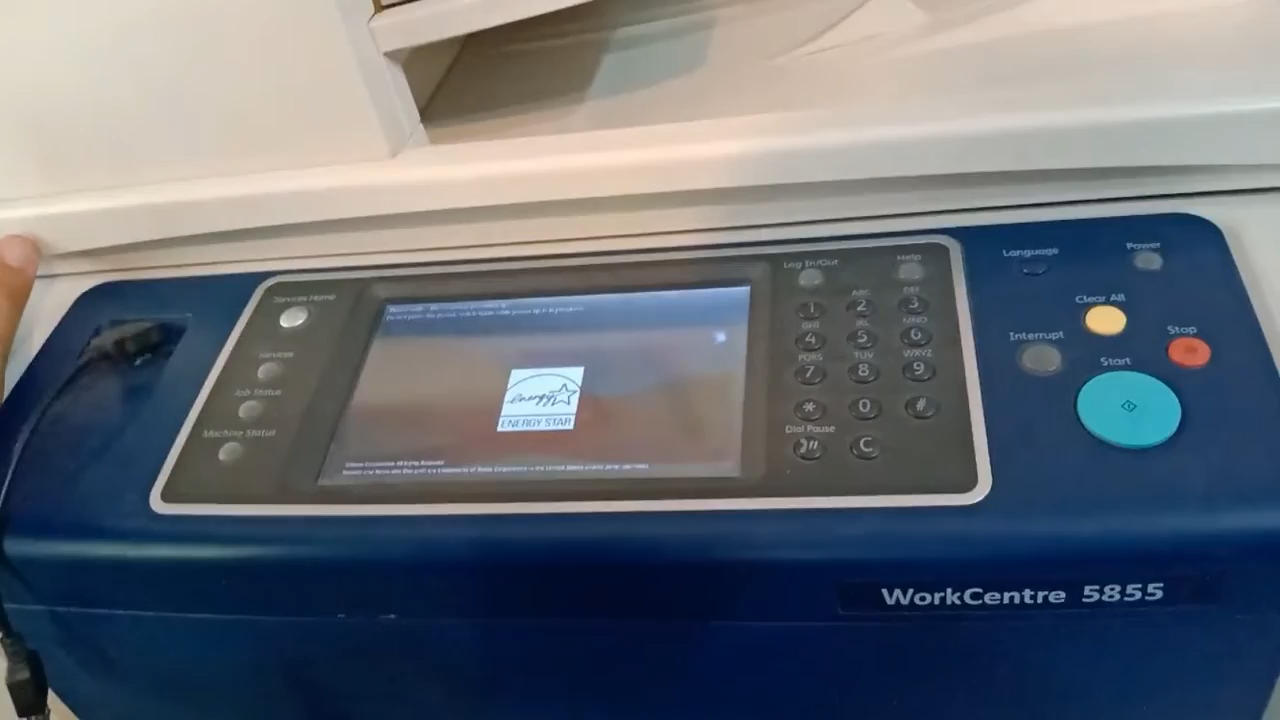 Services Home
Services
Job Status
Machine Status
energy
ENERGY STAR
Log In/Out
Help
1
ABC
2
DEF
3
GHI
4
JKL
5
MNO
6
PQRS
7
TUV
8
WXYZ
9
*
0
#
Dial Pause
C
Language
Power
Clear All
Interrupt
Stop
Start
WorkCentre 5855